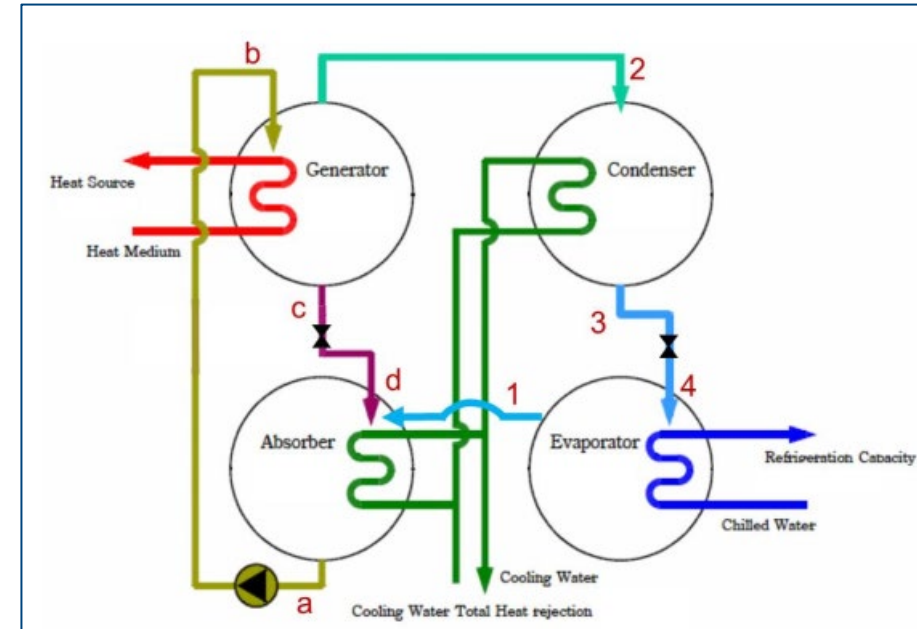 b
2
Generator
Condenser
Heat Source
Heat Medium
c
3
d
1
4
Absorber
Evaporator
Refrigeration Capacity
Chilled Water
Cooling Water
a
Cooling Water Total Heat rejection